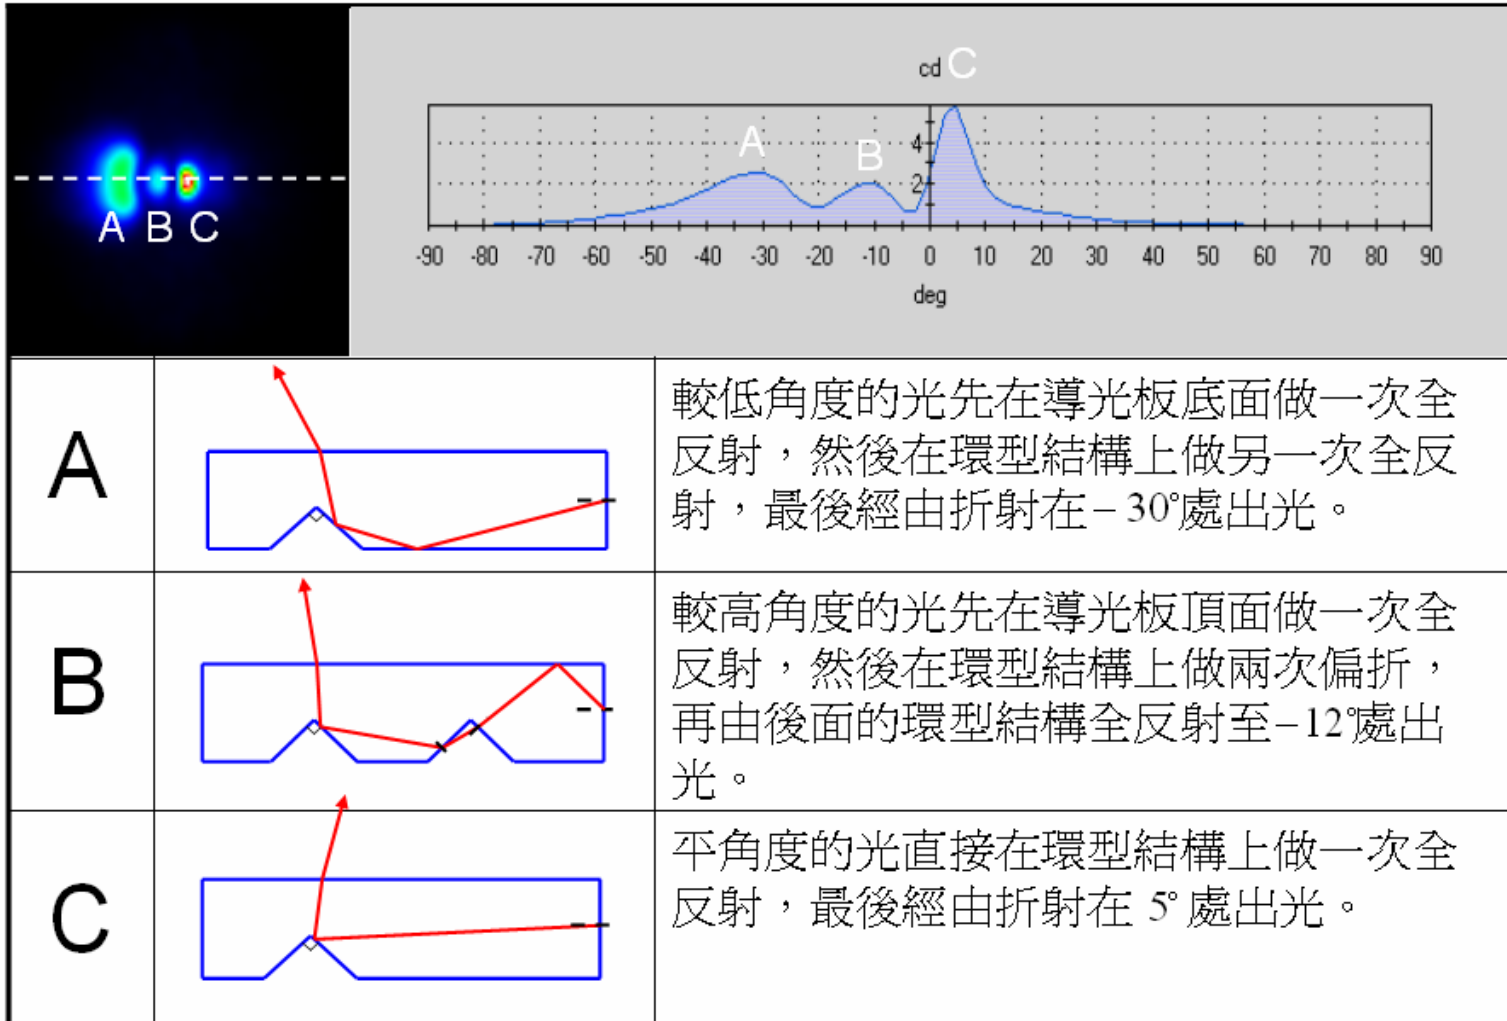 cd C
A
B
4
2
A B C
-90 -80 -70 -60 -50 -40 -30 -20 -10 0 10 20 30 40 50 60 70 80 90
deg
A
較低角度的光先在導光板底面做一次全
反射，然後在環型結構上做另一次全反
射，最後經由折射在−30°處出光。
B
較高角度的光先在導光板頂面做一次全
反射，然後在環型結構上做兩次偏折，
再由後面的環型結構全反射至−12°處出
光。
C
平角度的光直接在環型結構上做一次全
反射，最後經由折射在 5°處出光。